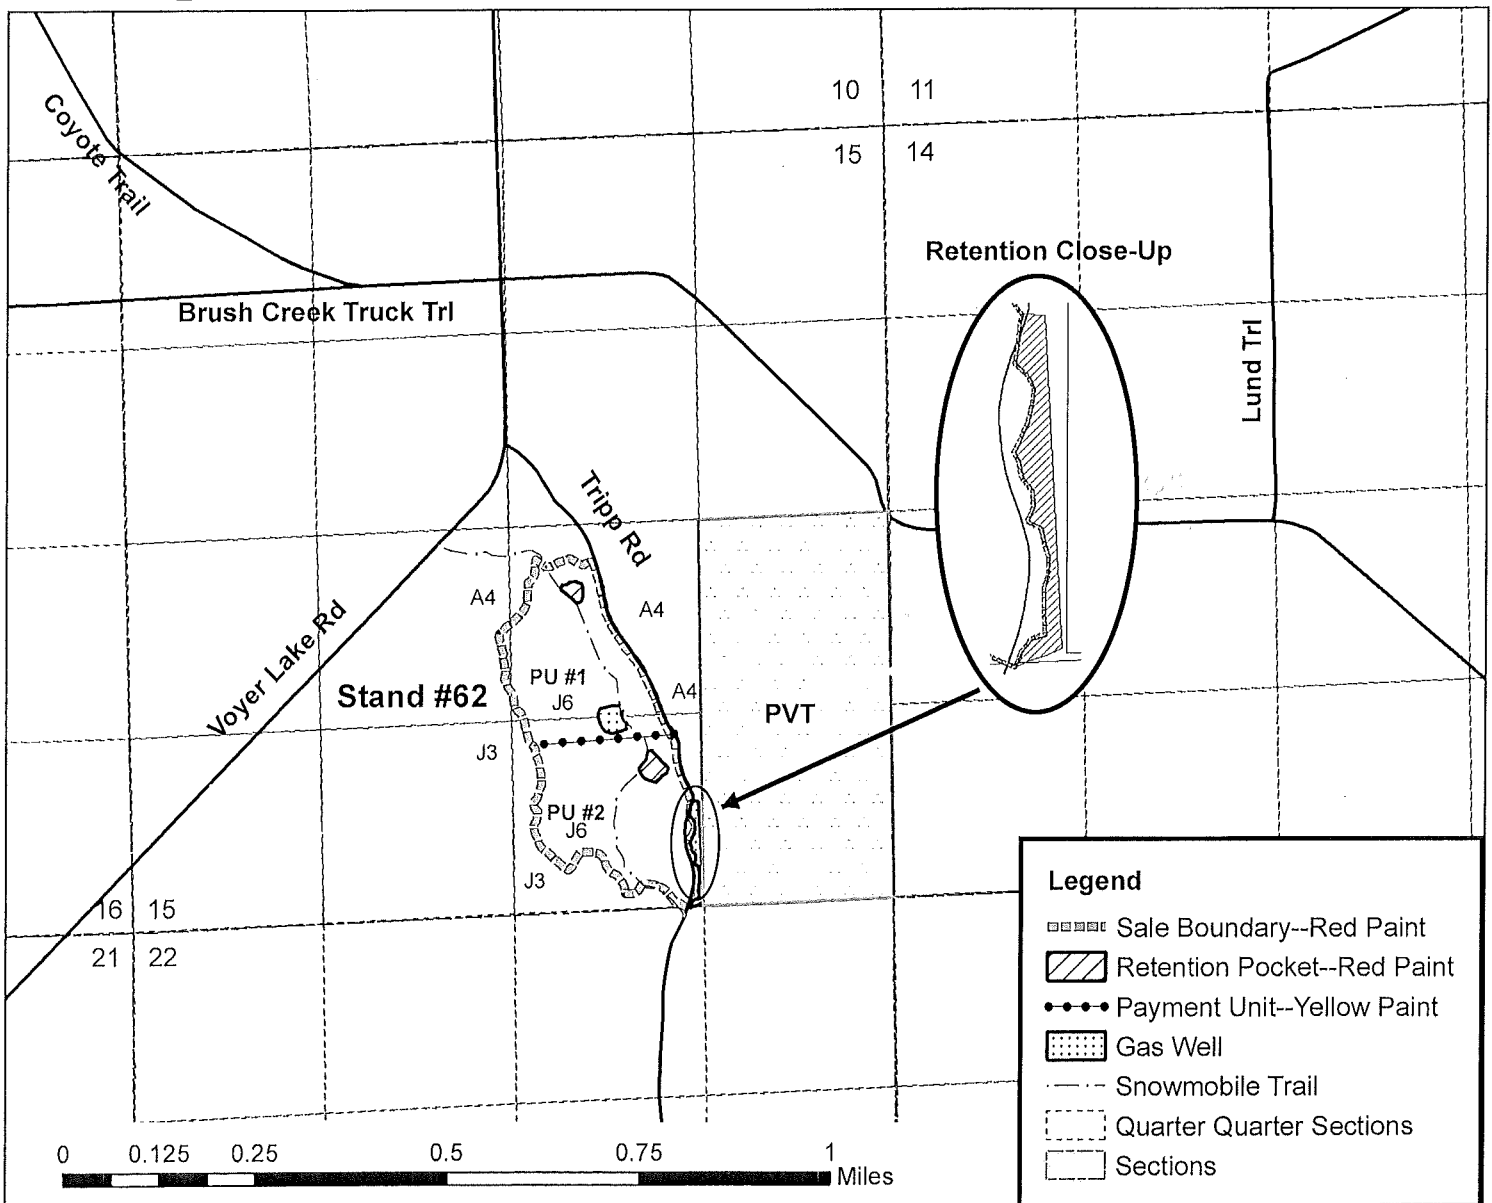 10
11
Coyote Trail
15
14
Retention Close-Up
Brush Creek Truck Trl
Lund Trl
Tripp Rd
A4
A4
Voyer Lake Rd
PU #1
Stand #62
J6
A4
PVT
J3
PU #2
J6
J3
16
15
21
22
Legend
Sale Boundary--Red Paint
Retention Pocket--Red Paint
Payment Unit--Yellow Paint
Gas Well
Snowmobile Trail
Quarter Quarter Sections
Sections
0 0.125 0.25 0.5 0.75 1
Miles